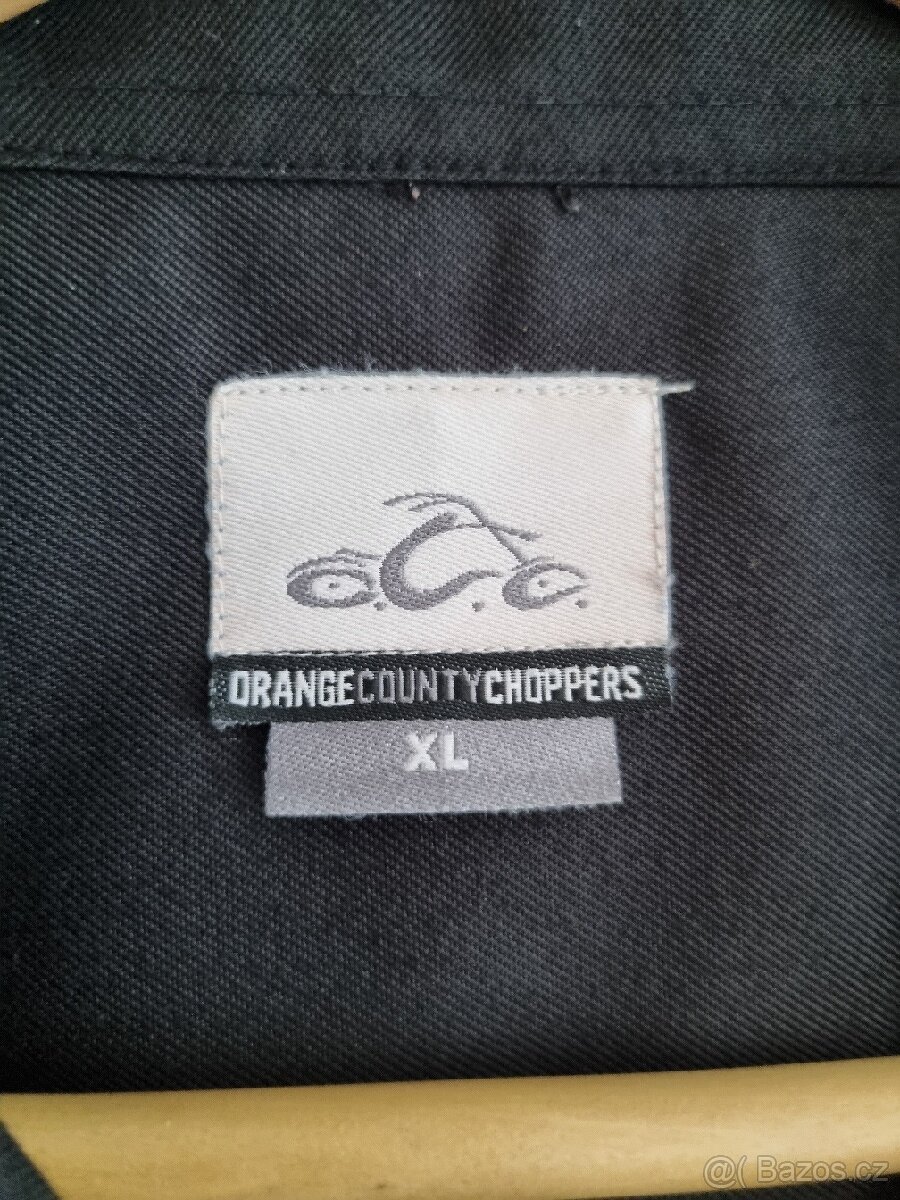 O.C.C.
ORANGECOUNTYCHOPPERS
XL
@( Bazos.cz